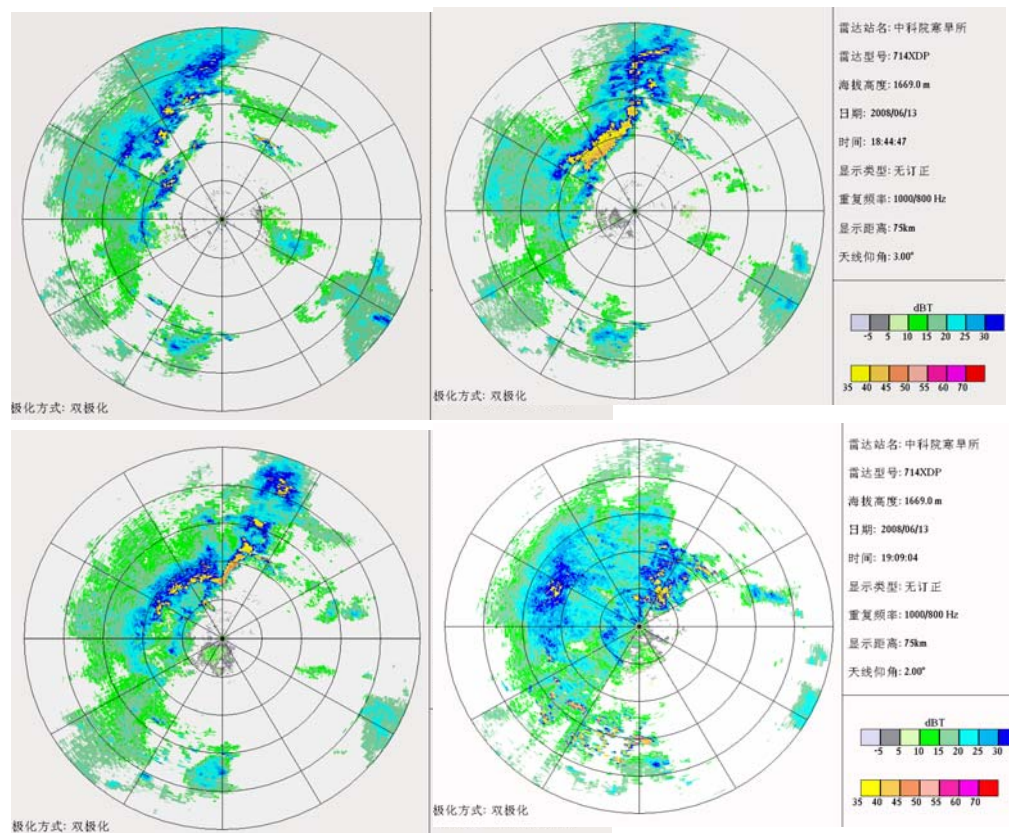 雷达站名: 中科院寒旱所
雷达型号: 714XDP
海拔高度: 1669.0 m
日期: 2008/06/13
时间: 18:44:47
显示类型: 无订正
重复频率: 1000/800 Hz
显示距离: 75km
天线仰角: 3.00°
dBT
-5 5 10 15 20 25 30
35 40 45 50 55 60 70
极化方式: 双极化
极化方式: 双极化
雷达站名: 中科院寒旱所
雷达型号: 714XDP
海拔高度: 1669.0 m
日期: 2008/06/13
时间: 19:09:04
显示类型: 无订正
重复频率: 1000/800 Hz
显示距离: 75km
天线仰角: 2.00°
dBT
-5 5 10 15 20 25 30
35 40 45 50 55 60 70
极化方式: 双极化
极化方式: 双极化